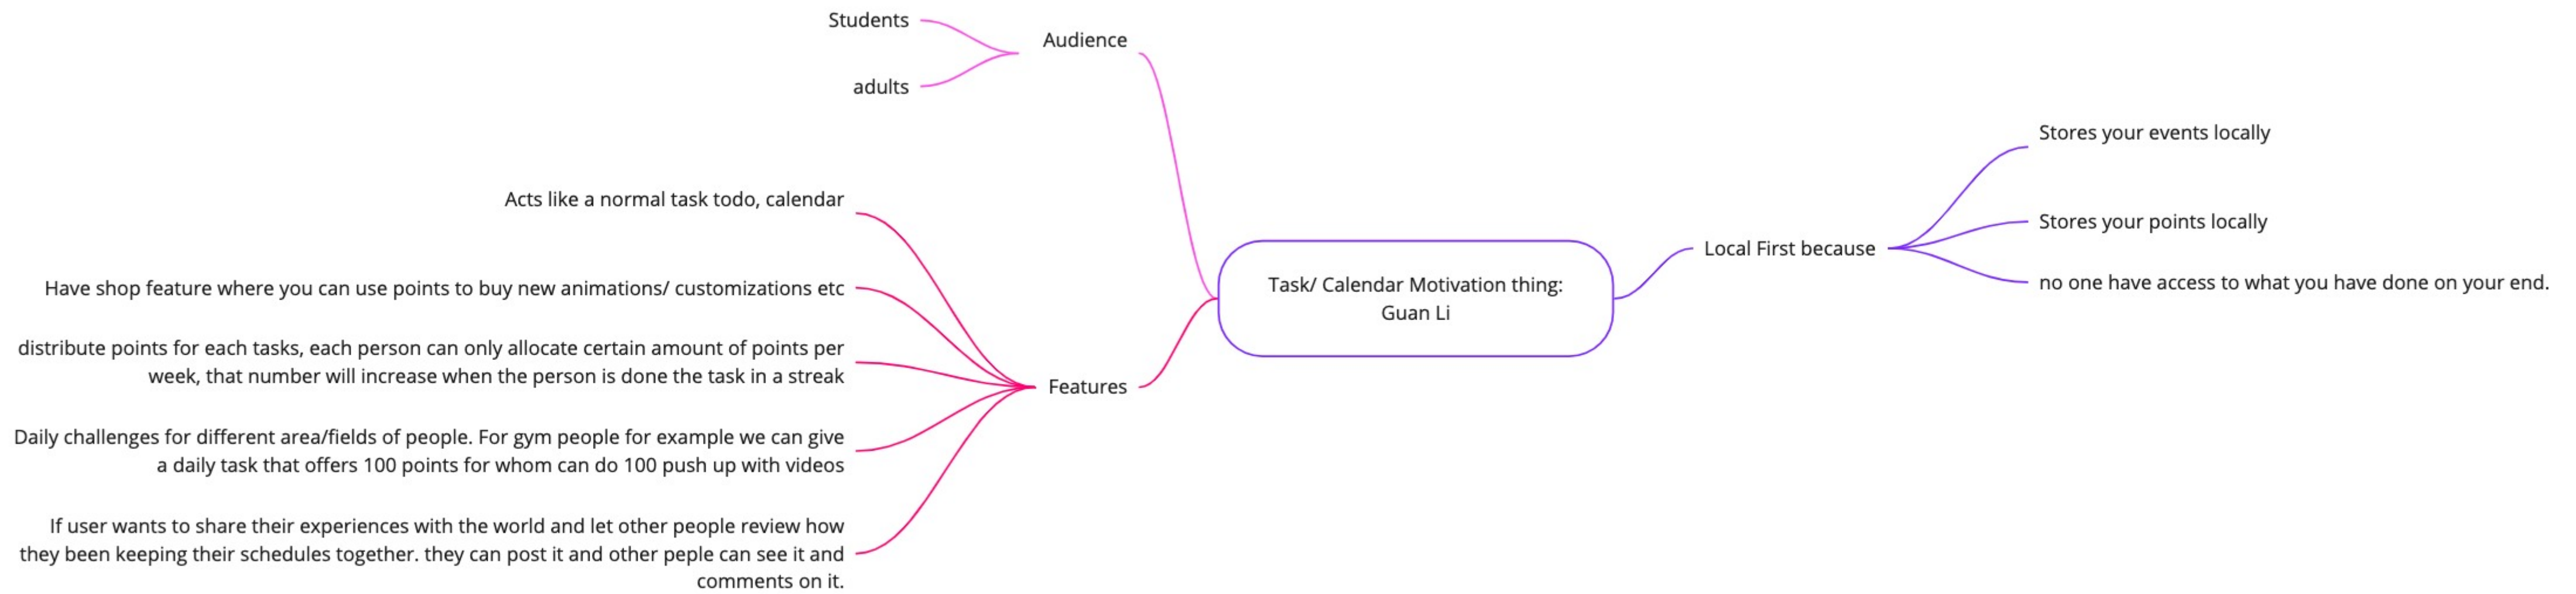 Students
adults
Audience
Acts like a normal task todo, calendar
Have shop feature where you can use points to buy new animations/ customizations etc
distribute points for each tasks, each person can only allocate certain amount of points per
week, that number will increase when the person is done the task in a streak
Daily challenges for different area/fields of people. For gym people for example we can give
a daily task that offers 100 points for whom can do 100 push up with videos
If user wants to share their experiences with the world and let other people review how
they been keeping their schedules together. they can post it and other peple can see it and
comments on it.
Features
Task/ Calendar Motivation thing:
Guan Li
Local First because
Stores your events locally
Stores your points locally
no one have access to what you have done on your end.